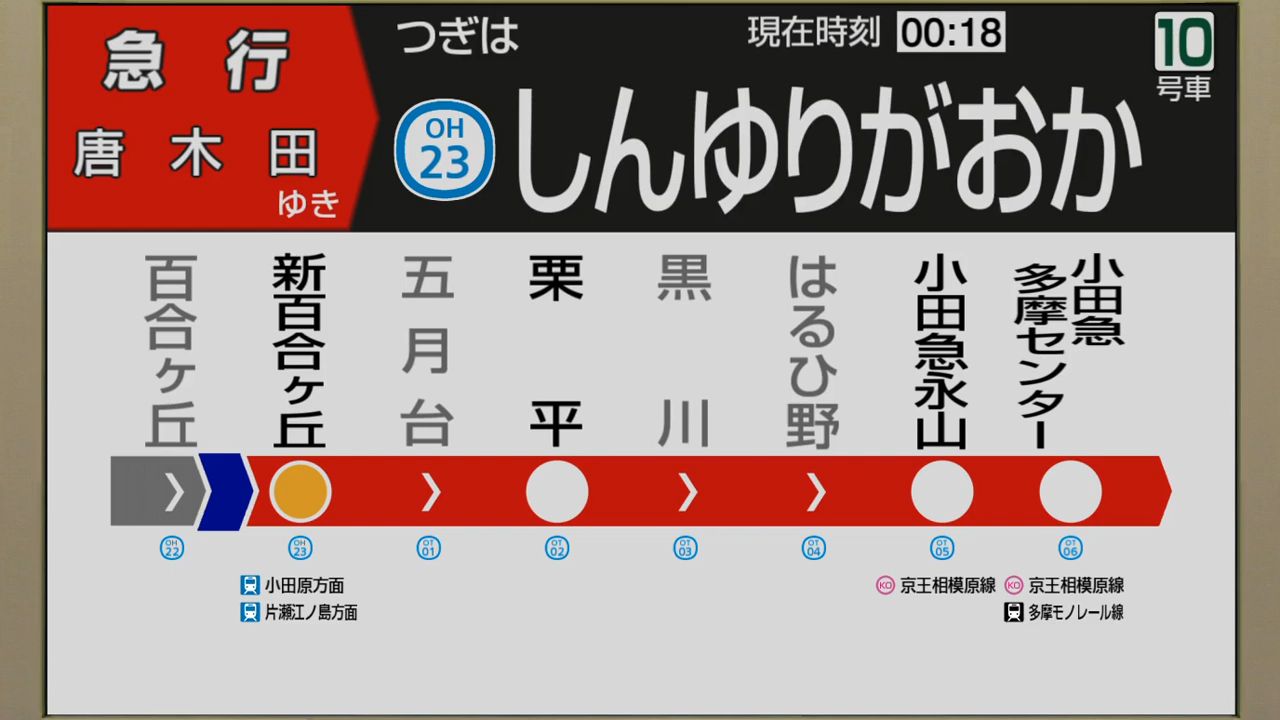 急行
唐木田
ゆき
つぎは
現在時刻 00:18
10
号車
OH
23
しんゆりがおか
百合ヶ丘
新百合ヶ丘
五月台
栗平
黒川
はるひ野
小田急永山
小田急
多摩センター
OH
22
OH
23
OT
01
OT
02
OT
03
OT
04
OT
05
OT
06
小田原方面
片瀬江ノ島方面
KO 京王相模原線
KO 京王相模原線
多摩モノレール線